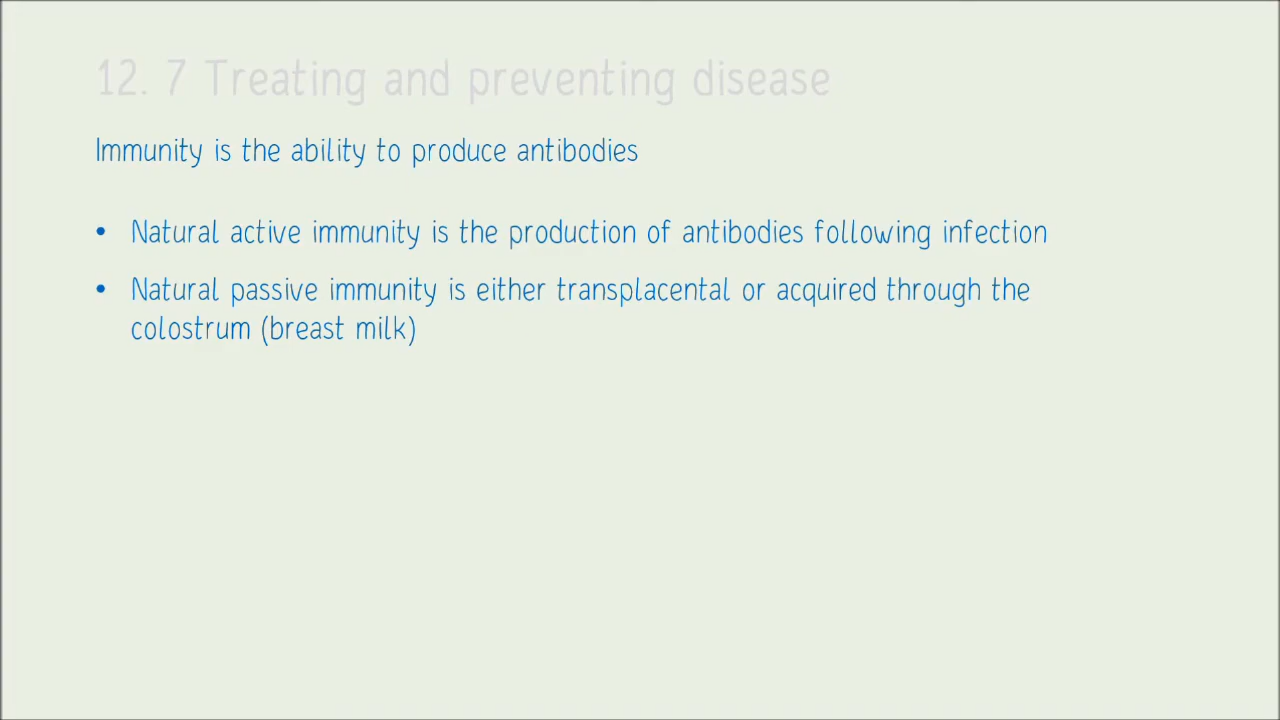 12. 7 Treating and preventing disease
Immunity is the ability to produce antibodies
• Natural active immunity is the production of antibodies following infection
• Natural passive immunity is either transplacental or acquired through the
colostrum (breast milk)